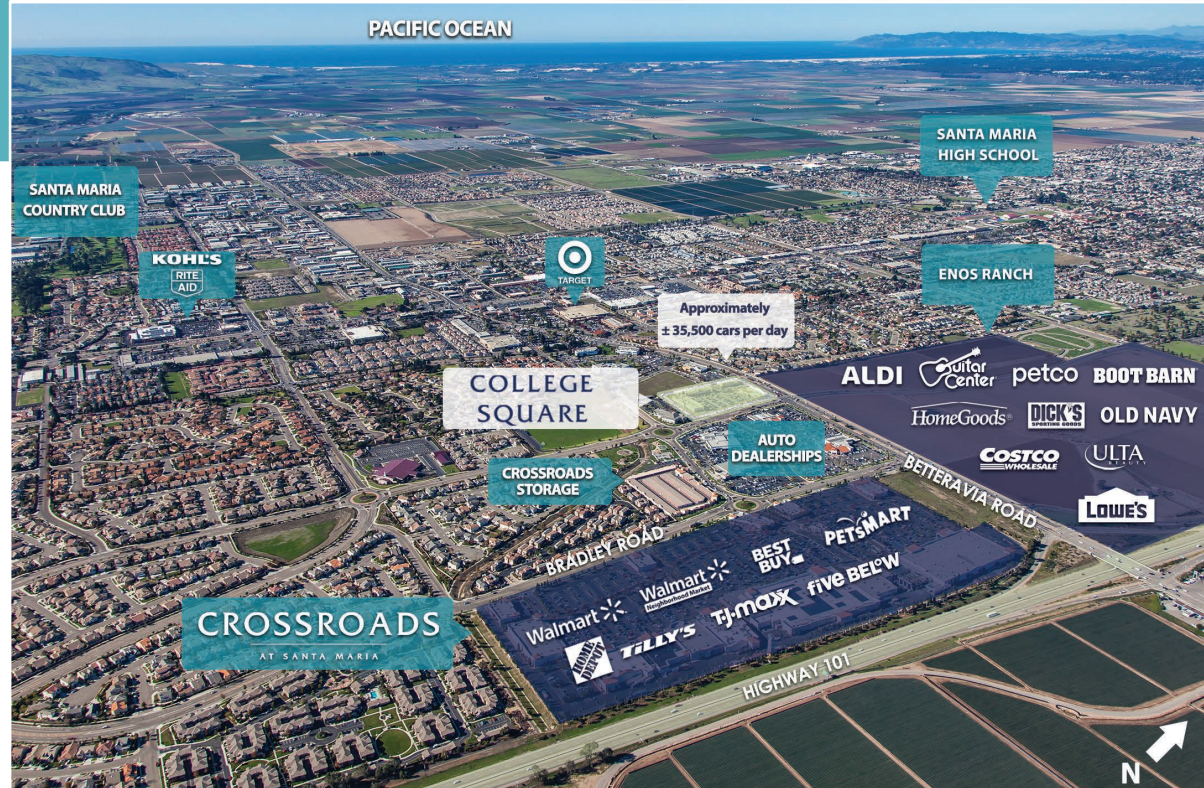 PACIFIC OCEAN
SANTA MARIA
HIGH SCHOOL
SANTA MARIA
COUNTRY CLUB
KOHL'S
RITE
AID
TARGET
ENOS RANCH
Approximately
± 35,500 cars per day
COLLEGE
SQUARE
ALDI
Guitar
Center
petco
BOOT BARN
HomeGoods®
DICK'S
SPORTING GOODS
OLD NAVY
COSTCO
WHOLESALE
ULTA
BEAUTY
LOWE'S
AUTO
DEALERSHIPS
CROSSROADS
STORAGE
BETTERAVIA ROAD
BRADLEY ROAD
PETSMART
BEST
BUY
Walmart
Neighborhood Market
five BELOW
Walmart
TJ·maxx
TiLLY'S
THE HOME DEPOT
CROSSROADS
AT SANTA MARIA
HIGHWAY 101
N